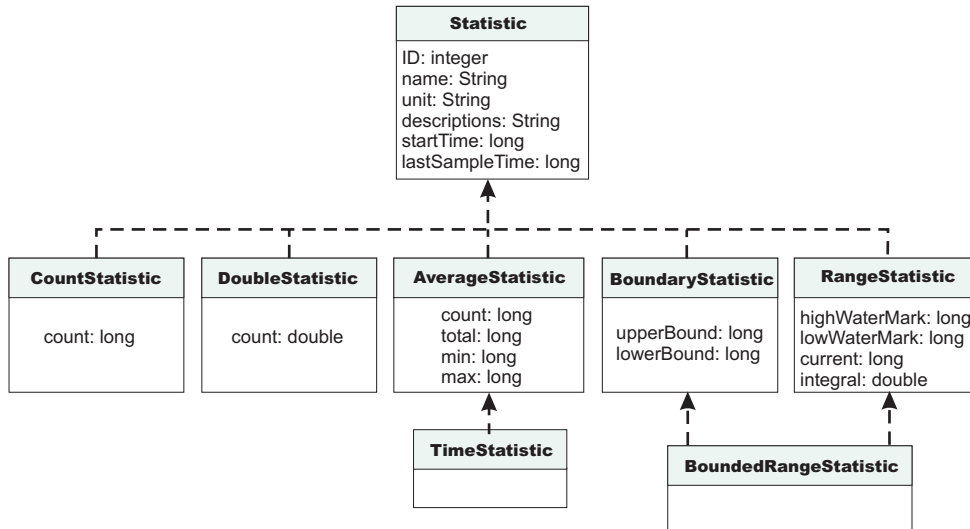 Statistic
ID: integer
name: String
unit: String
descriptions: String
startTime: long
lastSampleTime: long
CountStatistic
count: long
DoubleStatistic
count: double
AverageStatistic
count: long
total: long
min: long
max: long
BoundaryStatistic
upperBound: long
lowerBound: long
RangeStatistic
highWaterMark: long
lowWaterMark: long
current: long
integral: double
TimeStatistic
BoundedRangeStatistic